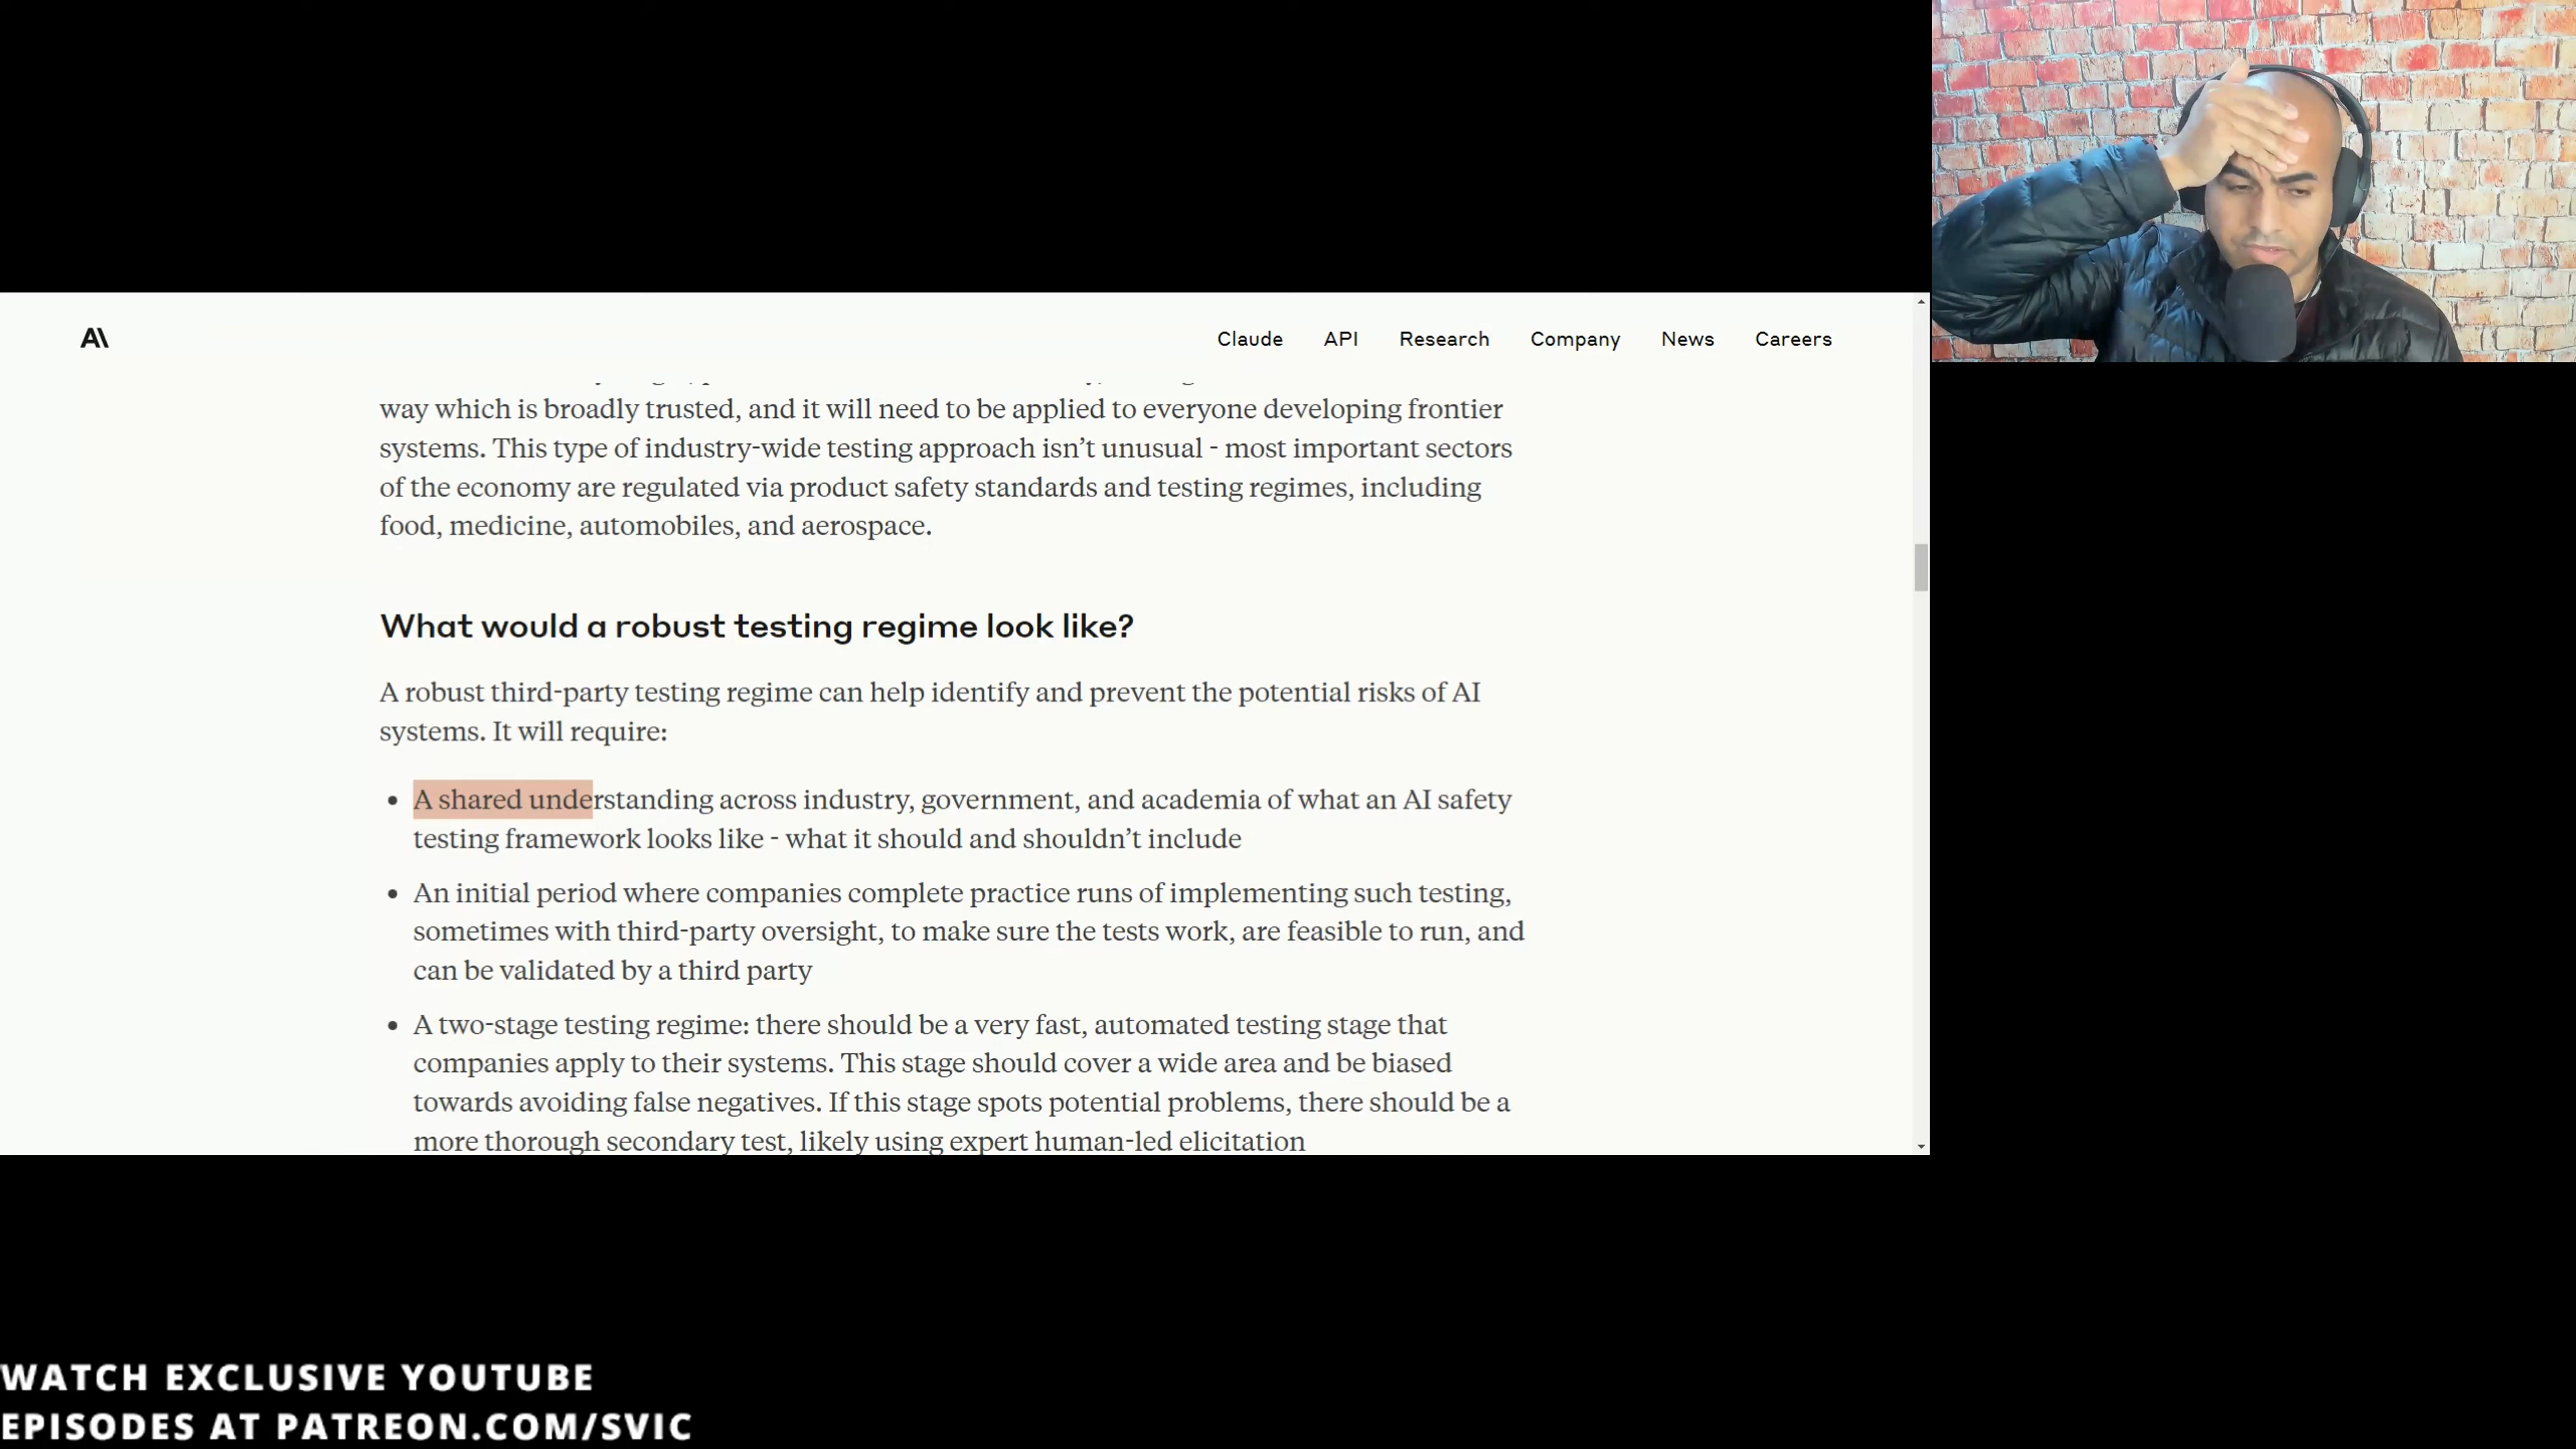 A\
Claude API Research Company News Careers
way which is broadly trusted, and it will need to be applied to everyone developing frontier
systems. This type of industry-wide testing approach isn’t unusual - most important sectors
of the economy are regulated via product safety standards and testing regimes, including
food, medicine, automobiles, and aerospace.
What would a robust testing regime look like?
A robust third-party testing regime can help identify and prevent the potential risks of AI
systems. It will require:
• A shared understanding across industry, government, and academia of what an AI safety
testing framework looks like - what it should and shouldn’t include
• An initial period where companies complete practice runs of implementing such testing,
sometimes with third-party oversight, to make sure the tests work, are feasible to run, and
can be validated by a third party
• A two-stage testing regime: there should be a very fast, automated testing stage that
companies apply to their systems. This stage should cover a wide area and be biased
towards avoiding false negatives. If this stage spots potential problems, there should be a
more thorough secondary test, likely using expert human-led elicitation
WATCH EXCLUSIVE YOUTUBE
EPISODES AT PATREON.COM/SVIC